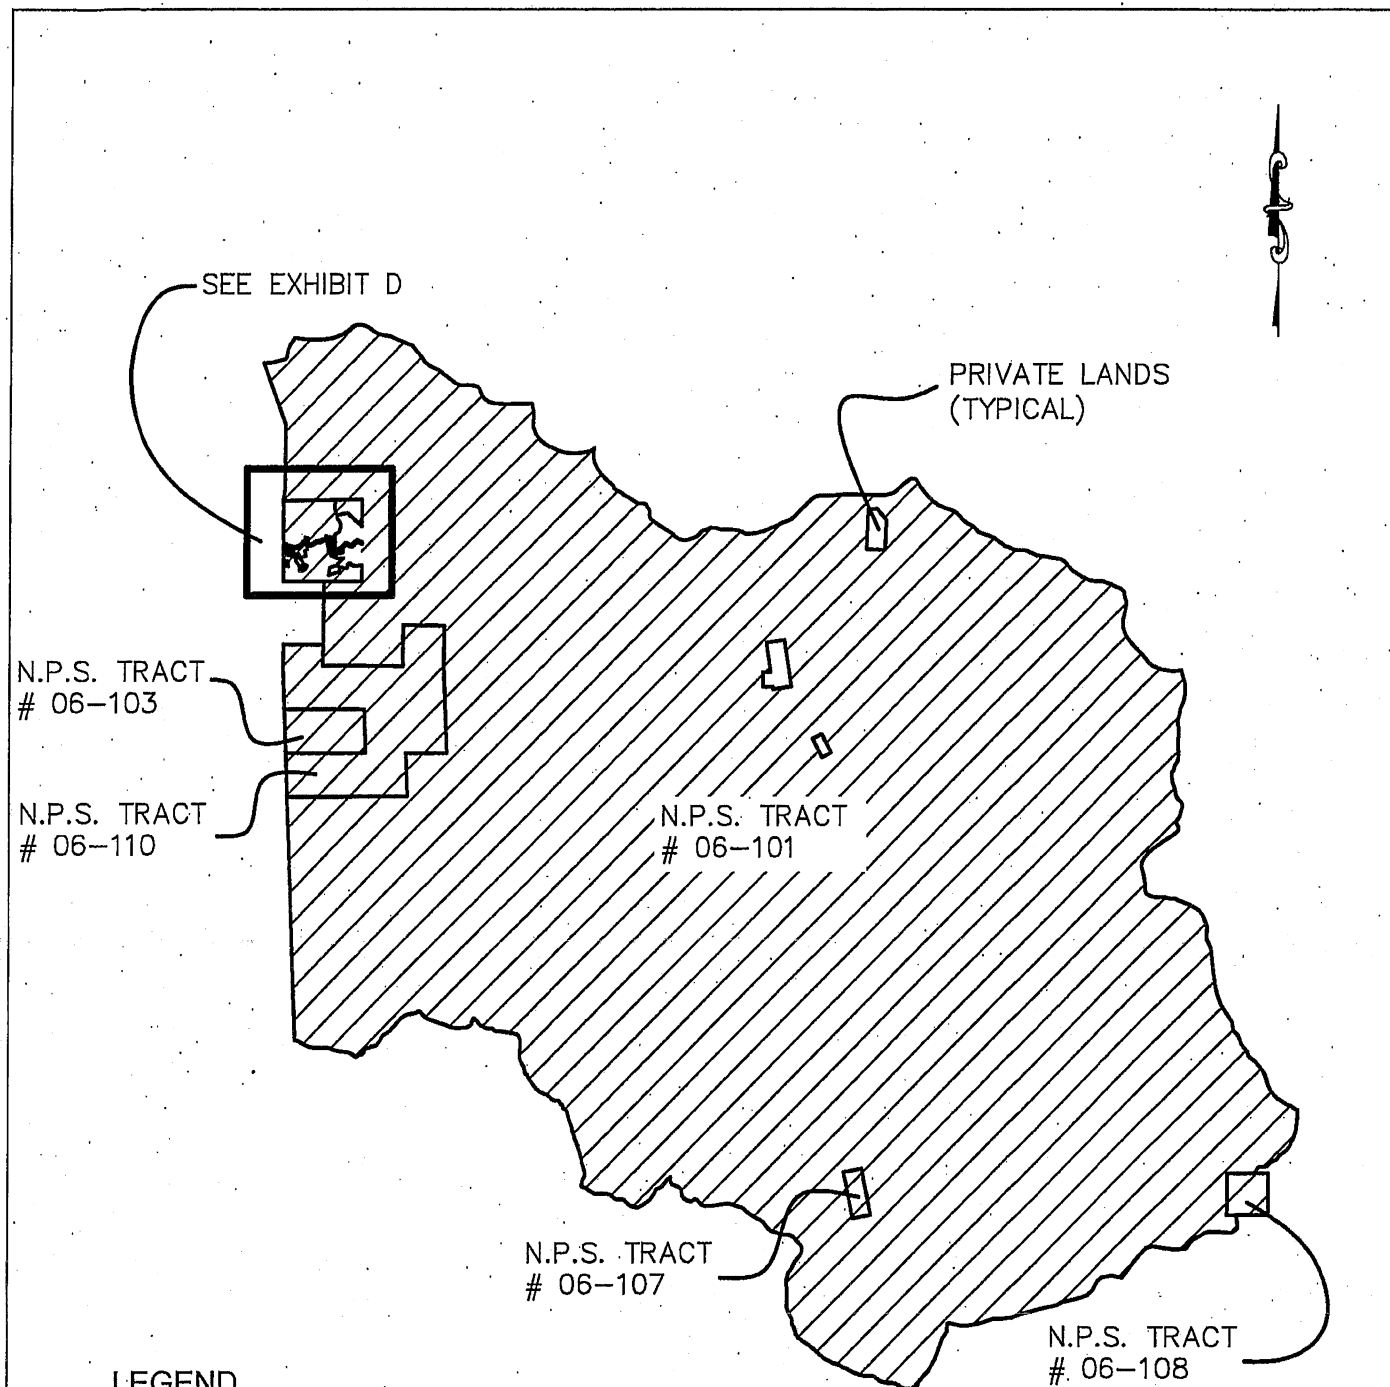 SEE EXHIBIT D
PRIVATE LANDS
(TYPICAL)
N.P.S. TRACT
# 06-103
N.P.S. TRACT
# 06-110
N.P.S. TRACT
# 06-101
N.P.S. TRACT
# 06-107
N.P.S. TRACT
# 06-108
LEGEND